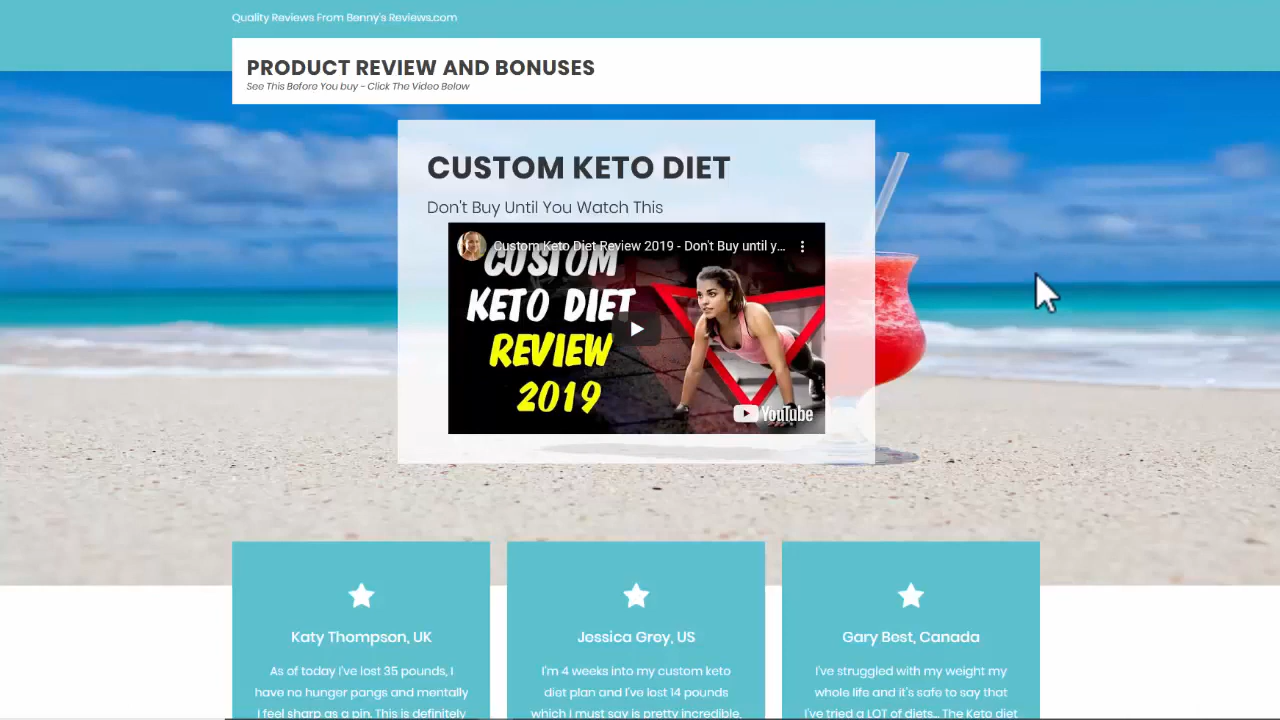 Quality Reviews From Benny's Reviews.com
PRODUCT REVIEW AND BONUSES
See This Before You buy - Click The Video Below
CUSTOM KETO DIET
Don't Buy Until You Watch This
Custom Keto Diet Review 2019 - Don't Buy until y...
CUSTOM
KETO DIET
REVIEW
2019
YouTube
Katy Thompson, UK
As of today I've lost 35 pounds, I
have no hunger pangs and mentally
I feel sharp as a pin. This is definitely
Jessica Grey, US
I'm 4 weeks into my custom keto
diet plan and I've lost 14 pounds
which I must say is pretty incredible,
Gary Best, Canada
I've struggled with my weight my
whole life and it's safe to say that
I've tried a LOT of diets... The Keto diet